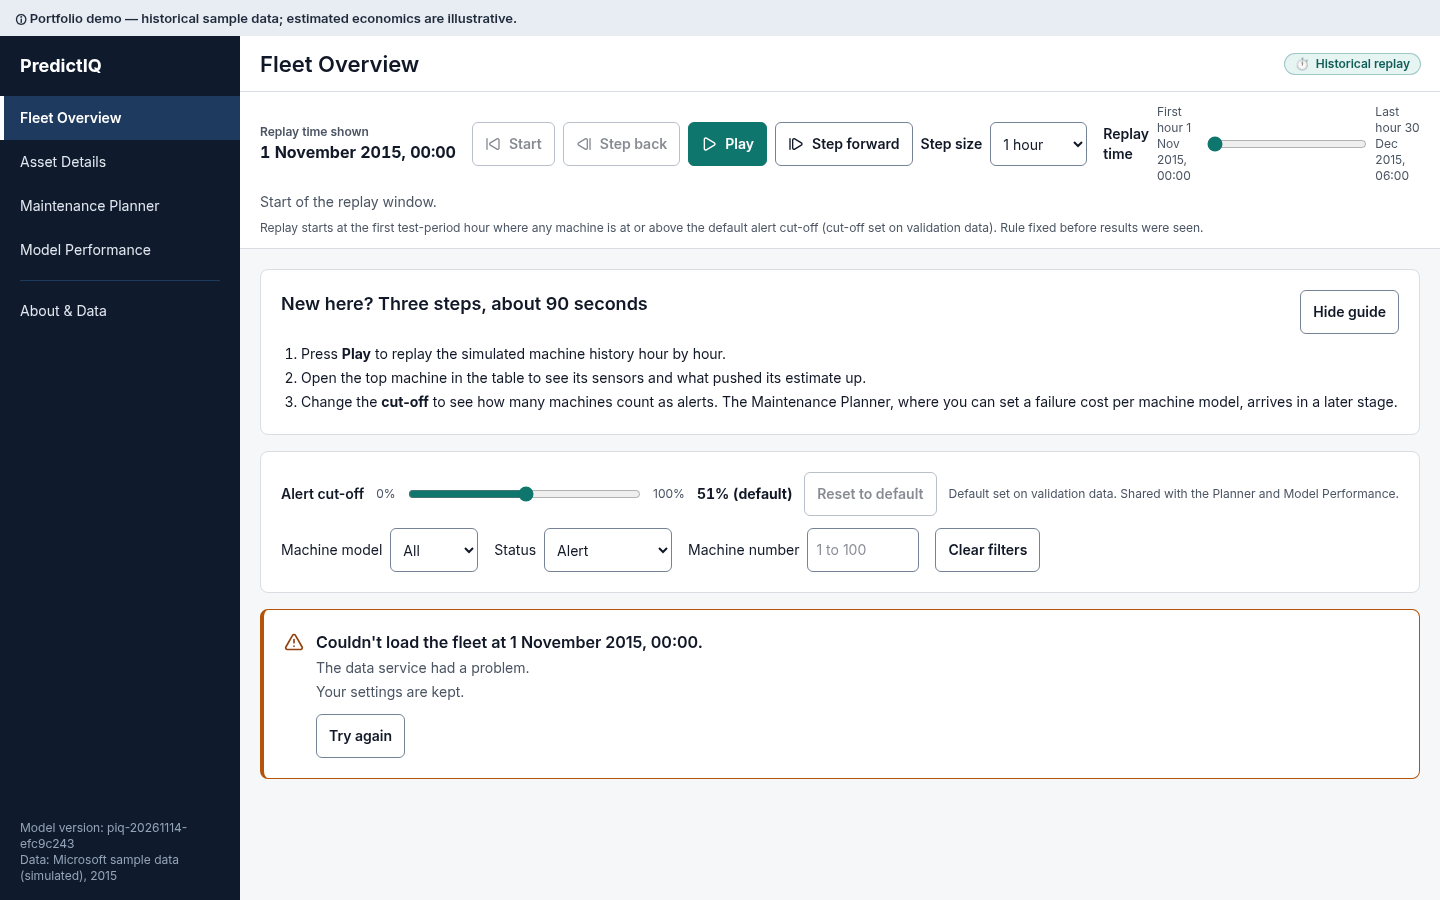 Portfolio demo — historical sample data; estimated economics are illustrative.
PredictIQ
Fleet Overview
Asset Details
Maintenance Planner
Model Performance
About & Data
Model version: piq-20261114-
efc9c243
Data: Microsoft sample data
(simulated), 2015
Fleet Overview
Historical replay
Replay time shown
1 November 2015, 00:00
Start
Step back
Play
Step forward
Step size
1 hour
Replay
time
First
hour 1
Nov
2015,
00:00
Last
hour 30
Dec
2015,
06:00
Start of the replay window.
Replay starts at the first test-period hour where any machine is at or above the default alert cut-off (cut-off set on validation data). Rule fixed before results were seen.
New here? Three steps, about 90 seconds
Hide guide
1. Press Play to replay the simulated machine history hour by hour.
2. Open the top machine in the table to see its sensors and what pushed its estimate up.
3. Change the cut-off to see how many machines count as alerts. The Maintenance Planner, where you can set a failure cost per machine model, arrives in a later stage.
Alert cut-off 0% 100% 51% (default) Reset to default Default set on validation data. Shared with the Planner and Model Performance.
Machine model All Status Alert Machine number 1 to 100 Clear filters
Couldn't load the fleet at 1 November 2015, 00:00.
The data service had a problem.
Your settings are kept.
Try again